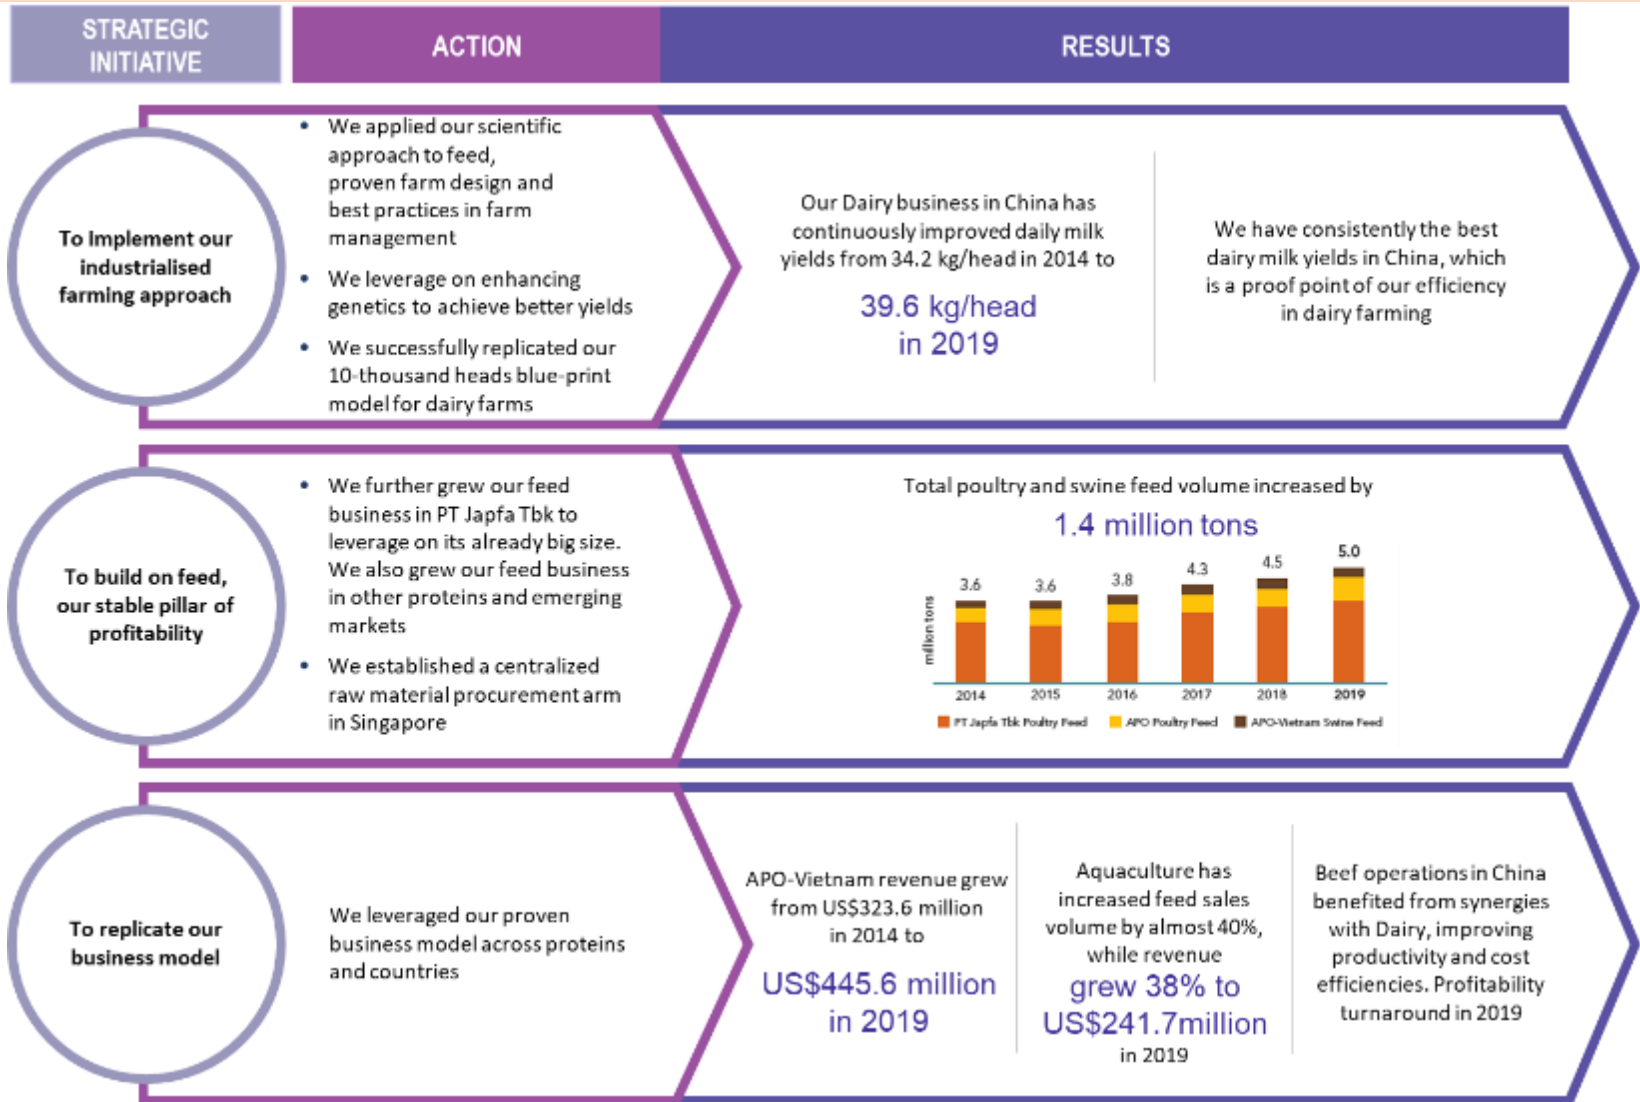 STRATEGIC
INITIATIVE
ACTION
RESULTS
To Implement our
industrialised
farming approach
• We applied our scientific
approach to feed,
proven farm design and
best practices in farm
management
• We leverage on enhancing
genetics to achieve better yields
• We successfully replicated our
10-thousand heads blue-print
model for dairy farms
Our Dairy business in China has
continuously improved daily milk
yields from 34.2 kg/head in 2014 to
39.6 kg/head
in 2019
We have consistently the best
dairy milk yields in China, which
is a proof point of our efficiency
in dairy farming
To build on feed,
our stable pillar of
profitability
• We further grew our feed
business in PT Japfa Tbk to
leverage on its already big size.
We also grew our feed business
in other proteins and emerging
markets
• We established a centralized
raw material procurement arm
in Singapore
Total poultry and swine feed volume increased by
1.4 million tons
million tons
3.6
3.6
3.8
4.3
4.5
5.0
2014
2015
2016
2017
2018
2019
PT Japfa Tbk Poultry Feed
APO Poultry Feed
APO-Vietnam Swine Feed
To replicate our
business model
We leveraged our proven
business model across proteins
and countries
APO-Vietnam revenue grew
from US$323.6 million
in 2014 to
US$445.6 million
in 2019
Aquaculture has
increased feed sales
volume by almost 40%,
while revenue
grew 38% to
US$241.7million
in 2019
Beef operations in China
benefited from synergies
with Dairy, improving
productivity and cost
efficiencies. Profitability
turnaround in 2019